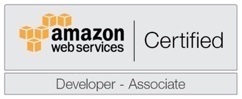 amazon
web services
Certified
Developer - Associate